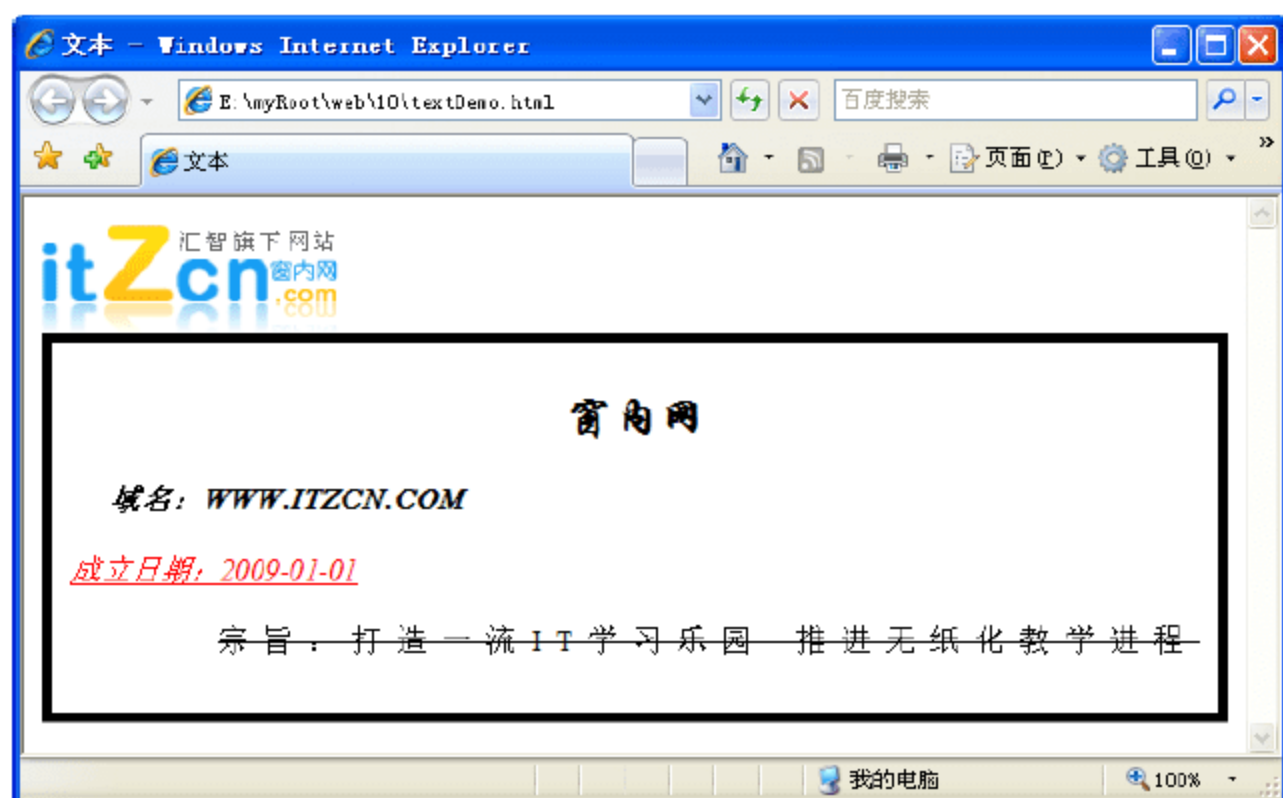 文本 - Windows Internet Explorer
E:\myRoot\web\10\textDemo.html 百度搜索
文本 页面(P) 工具(O) »
itZcn 汇智旗下网站 窗内网 .com
窗内网
域名：WWW.ITZCN.COM
成立日期：2009-01-01
宗旨：打造一流IT学习乐园 推进无纸化教学进程
我的电脑 100%